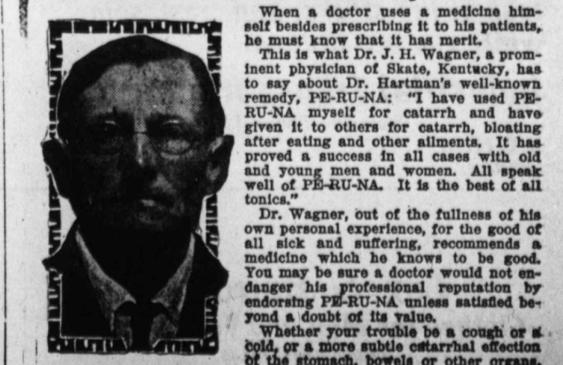 When a doctor uses a medicine him-
self besides prescribing it to his patients,
he must know that it has merit.
This is what Dr. J. H. Wagner, a prom-
inent physician of Skate, Kentucky, has
to say about Dr. Hartman's well-known
remedy, PE-RU-NA: "I have used PE-
RU-NA myself for catarrh and have
given it to others for catarrh, bloating
after eating and other ailments. It has
proved a success in all cases with old
and young men and women. All speak
well of PE-RU-NA. It is the best of all
tonics."
Dr. Wagner, out of the fullness of his
own personal experience, for the good of
all sick and suffering, recommends a
medicine which he knows to be good.
You may be sure a doctor would not en-
danger his professional reputation by
endorsing PE-RU-NA unless satisfied be-
yond a doubt of its value.
Whether your trouble be a cough or a
cold, or a more subtle catarrhal effection
of the stomach, bowels or other organs,